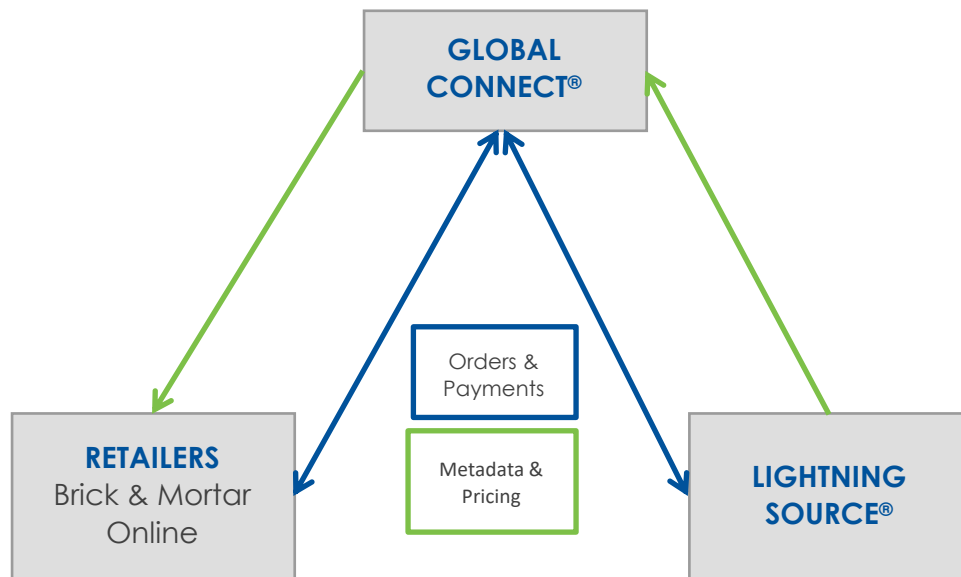 GLOBAL
CONNECT®
Orders &
Payments
Metadata &
Pricing
RETAILERS
Brick & Mortar
Online
LIGHTNING
SOURCE®